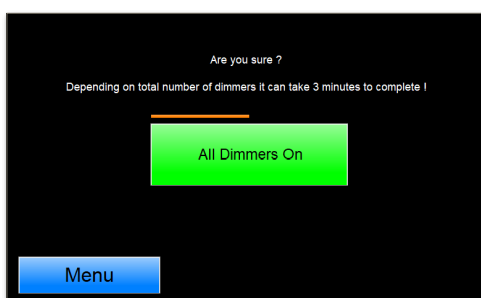 Are you sure ?
Depending on total number of dimmers it can take 3 minutes to complete !
All Dimmers On
Menu